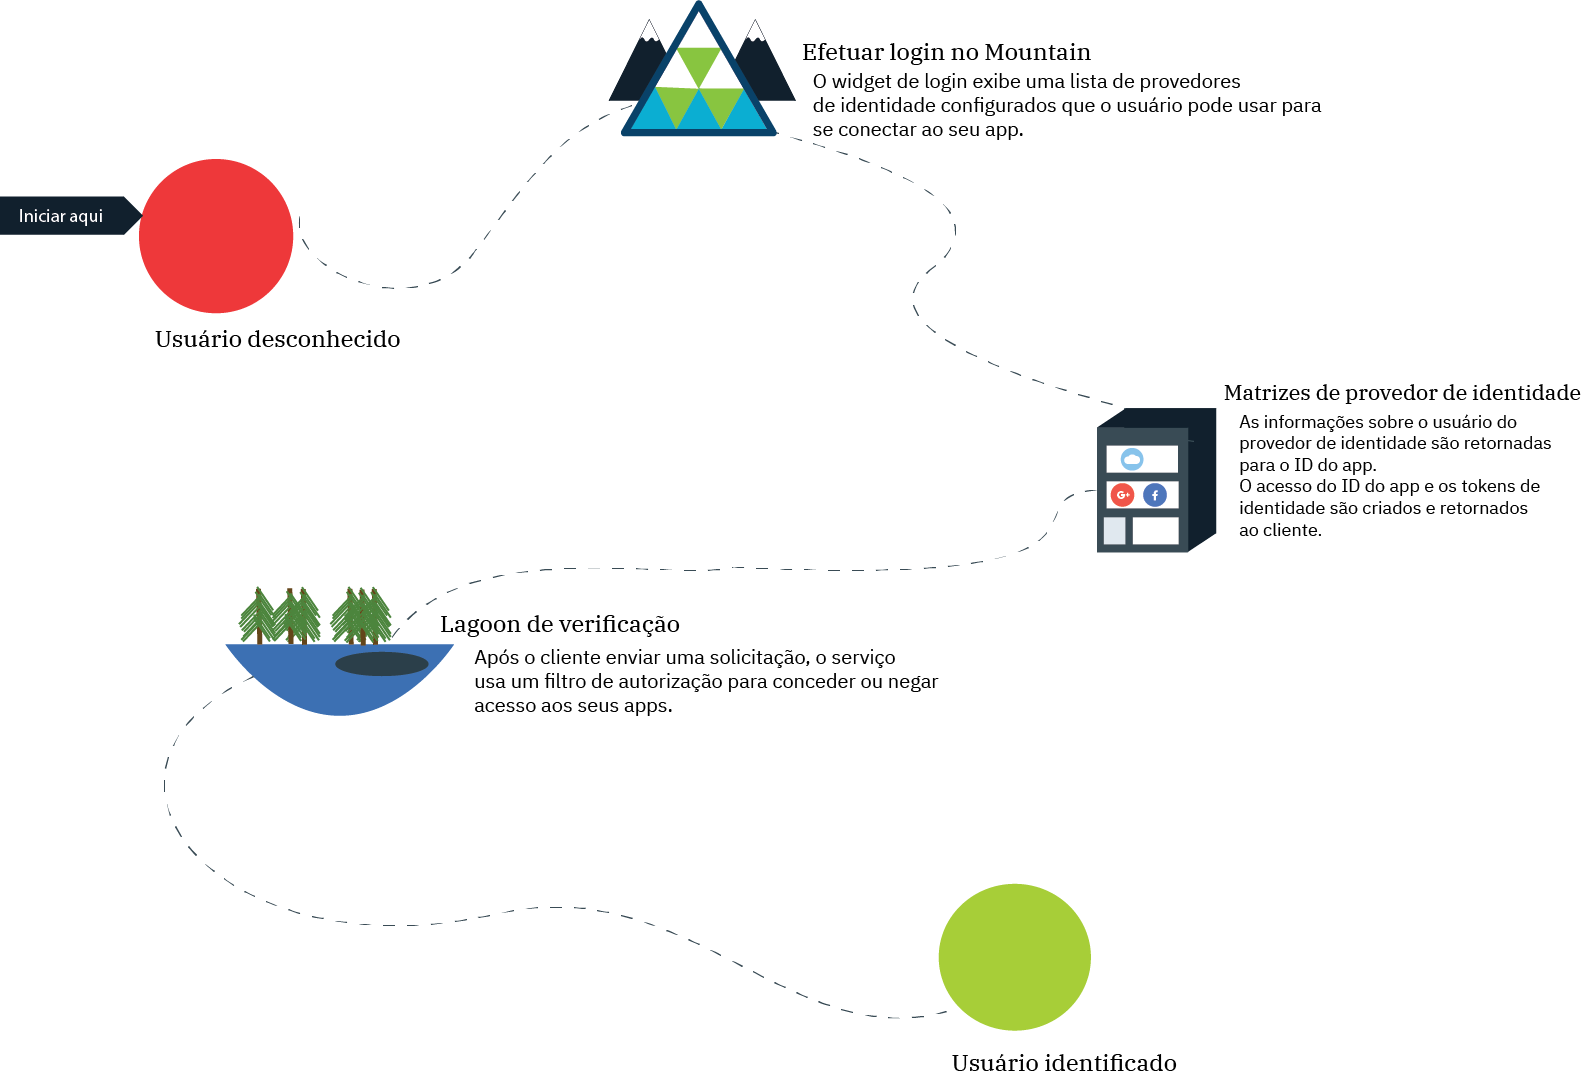 Efetuar login no Mountain
O widget de login exibe uma lista de provedores
de identidade configurados que o usuário pode usar para
se conectar ao seu app.
Iniciar aqui
Usuário desconhecido
Matrizes de provedor de identidade
As informações sobre o usuário do
provedor de identidade são retornadas
para o ID do app.
O acesso do ID do app e os tokens de
identidade são criados e retornados
ao cliente.
Lagoon de verificação
Após o cliente enviar uma solicitação, o serviço
usa um filtro de autorização para conceder ou negar
acesso aos seus apps.
Usuário identificado